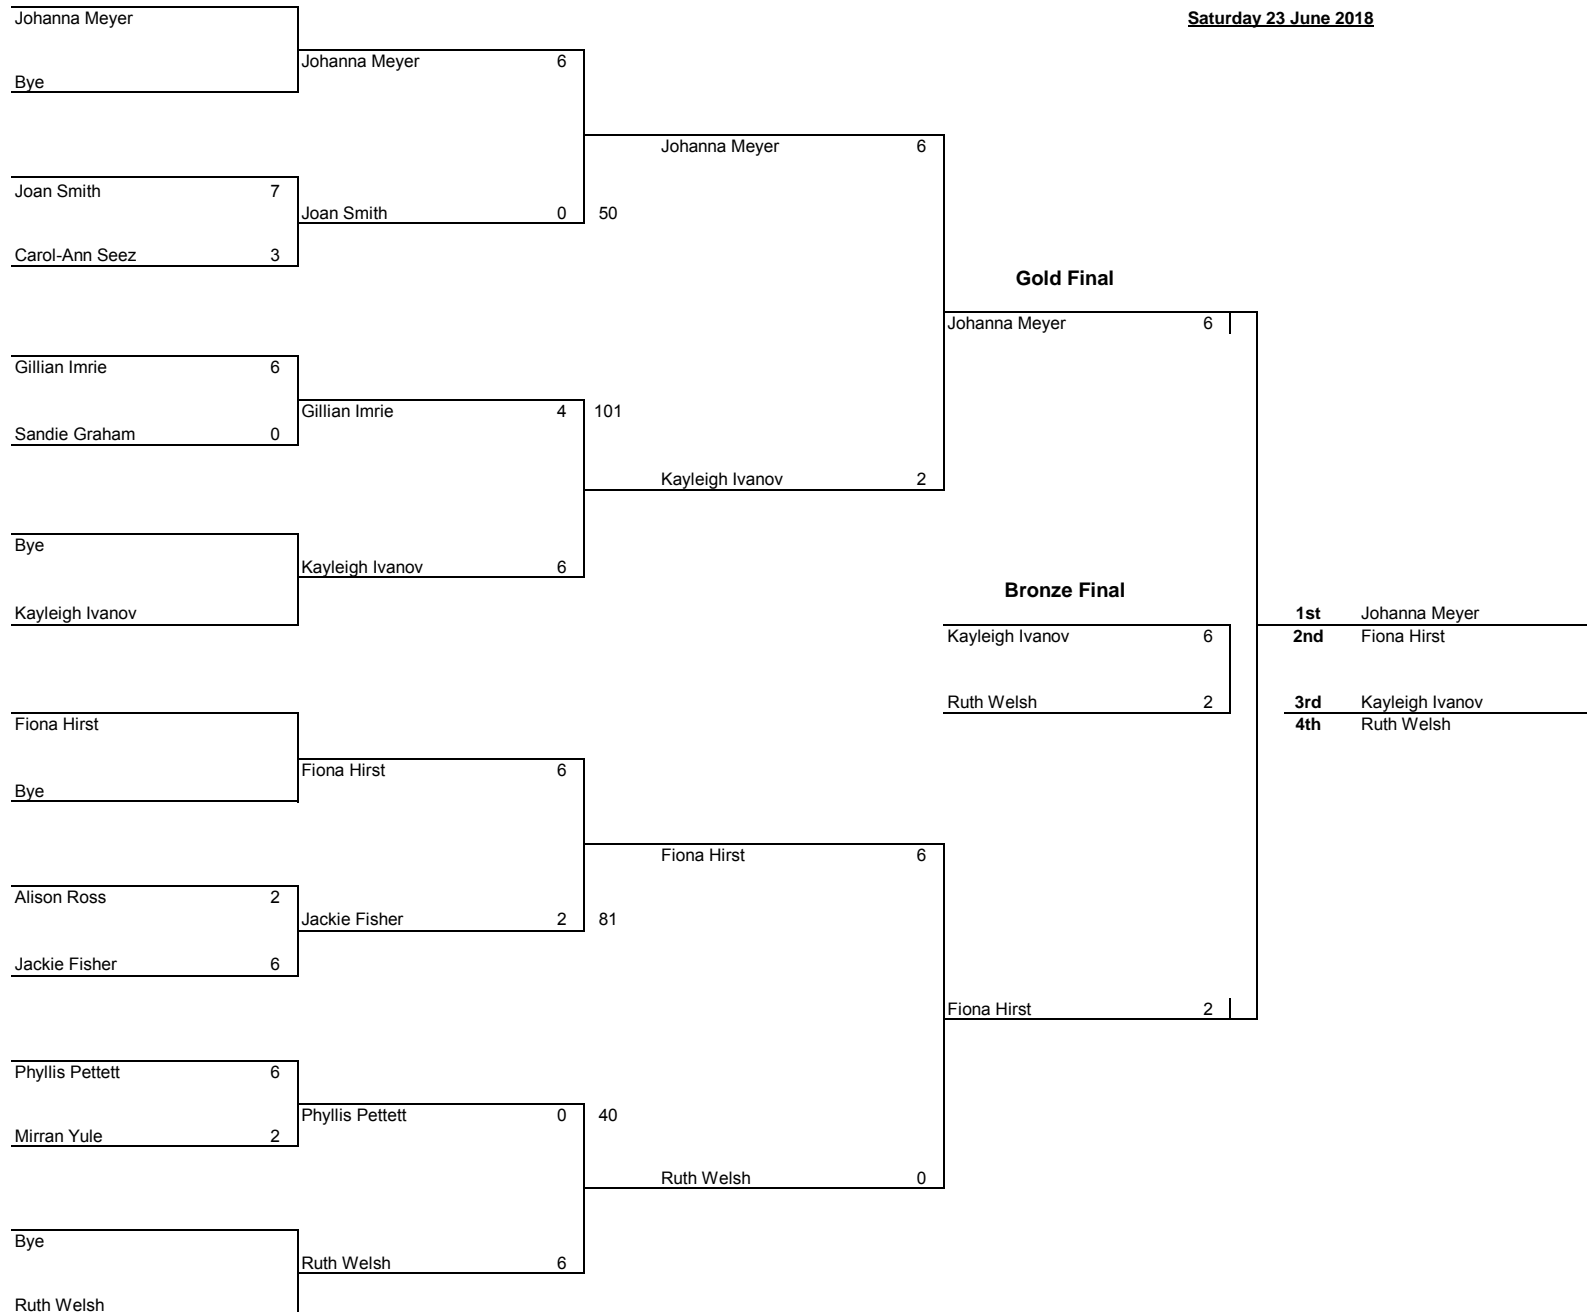 Johanna Meyer
Saturday 23 June 2018
Johanna Meyer 6
Bye
Johanna Meyer 6
Joan Smith 7
Joan Smith 0 50
Carol-Ann Seez 3
Gold Final
Johanna Meyer 6
Gillian Imrie 6
Gillian Imrie 4 101
Sandie Graham 0
Kayleigh Ivanov 2
Bye
Kayleigh Ivanov 6
Bronze Final
Kayleigh Ivanov
1st Johanna Meyer
Kayleigh Ivanov 6
2nd Fiona Hirst
Ruth Welsh 2
3rd Kayleigh Ivanov
Fiona Hirst
4th Ruth Welsh
Fiona Hirst 6
Bye
Fiona Hirst 6
Alison Ross 2
Jackie Fisher 2 81
Jackie Fisher 6
Fiona Hirst 2
Phyllis Pettett 6
Phyllis Pettett 0 40
Mirran Yule 2
Ruth Welsh 0
Bye
Ruth Welsh 6
Ruth Welsh